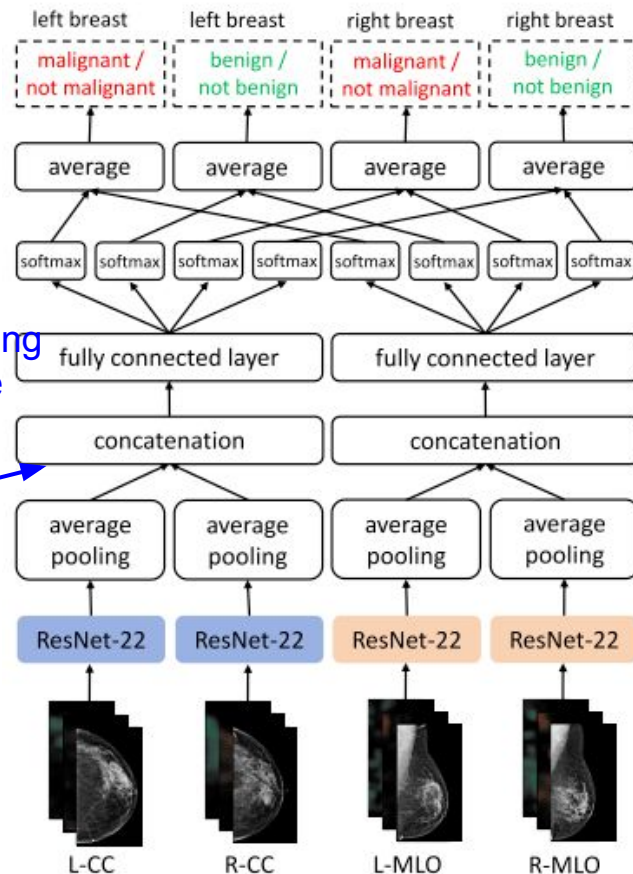 left breast left breast right breast right breast
malignant / benign / malignant / benign /
not malignant not benign not malignant not benign
average average average average
softmax softmax softmax softmax softmax softmax softmax softmax
fully connected layer fully connected layer
concatenation concatenation
average average average average
pooling pooling pooling pooling
ResNet-22 ResNet-22 ResNet-22 ResNet-22
L-CC R-CC L-MLO R-MLO